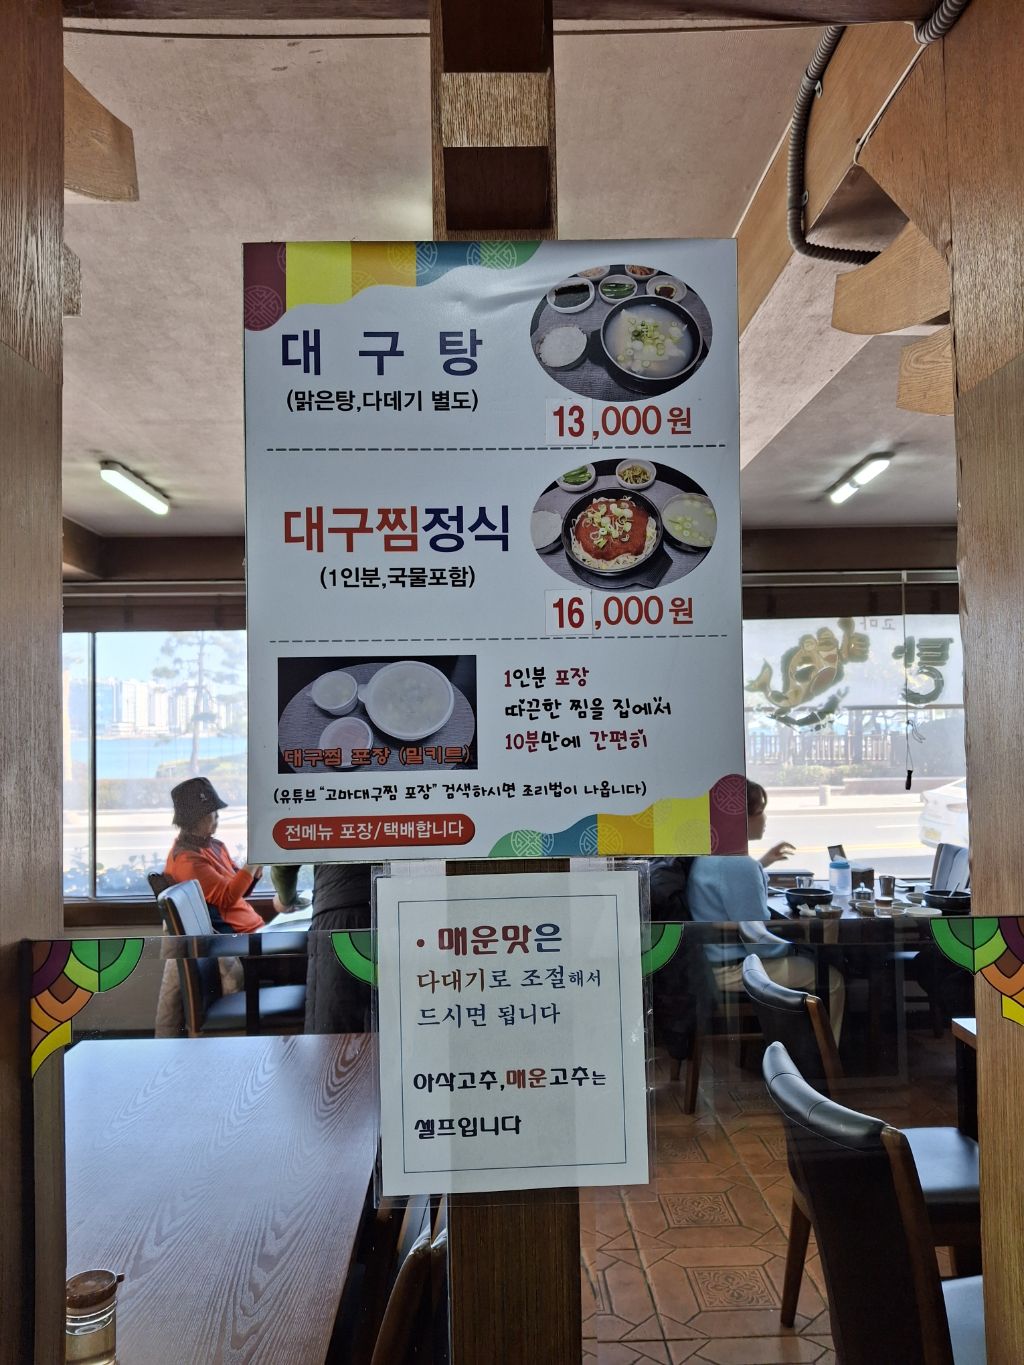 대 구 탕
(맑은탕,다데기 별도)
13,000원
대구찜정식
(1인분,국물포함)
16,000원
대구찜 포장 (밀키트)
1인분 포장
따끈한 찜을 집에서
10분만에 간편히
(유튜브 "고마대구찜 포장" 검색하시면 조리법이 나옵니다)
전메뉴 포장/택배합니다
• 매운맛은
다대기로 조절해서
드시면 됩니다
아삭고추,매운고추는
셀프입니다